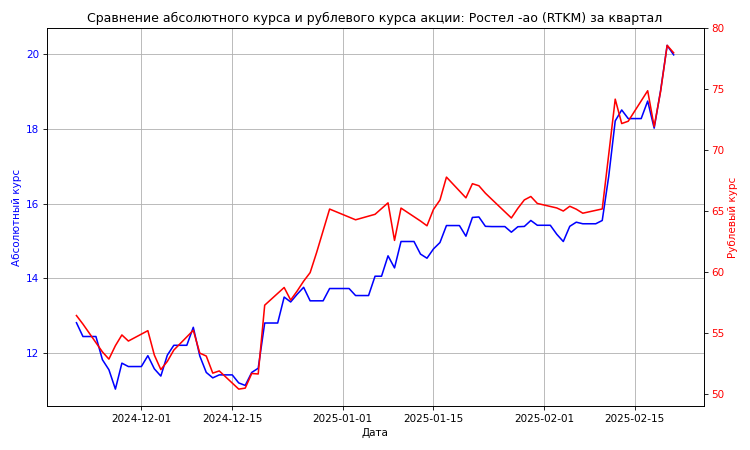 Сравнение абсолютного курса и рублевого курса акции: Ростел -ао (RTKM) за квартал
Абсолютный курс
20
18
16
14
12
80
75
70
65
60
55
50
Рублевый курс
2024-12-01 2024-12-15 2025-01-01 2025-01-15 2025-02-01 2025-02-15
Дата